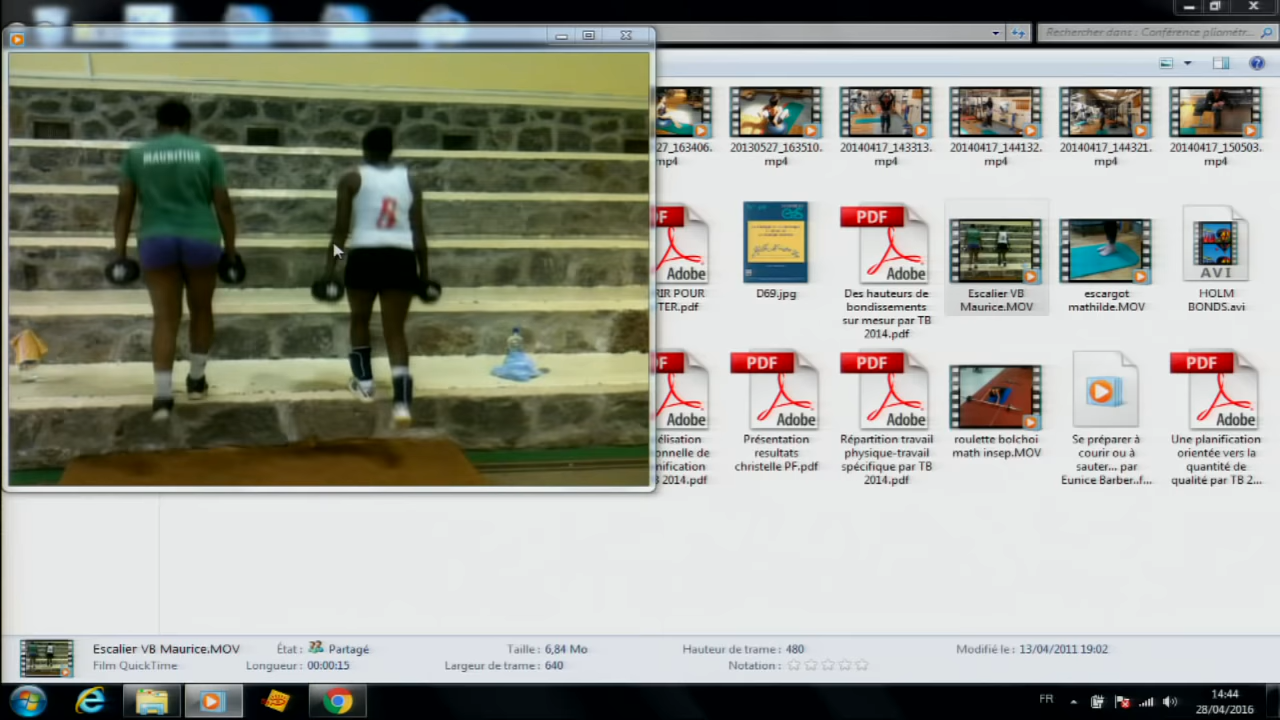 Rechercher dans : Conférence pliométr...
MAURITIUS
8
27_163406.
mp4
20130527_163510.
mp4
20140417_143313.
mp4
20140417_144132.
mp4
20140417_144321.
mp4
20140417_150503.
mp4
PDF
Adobe
RIR POUR
TER.pdf
D69.jpg
PDF
Adobe
Des hauteurs de
bondissements
sur mesur par TB
2014.pdf
Escalier VB
Maurice.MOV
escargot
mathilde.MOV
AVI
HOLM
BONDS.avi
PDF
Adobe
élisation
onnelle de
nification
B 2014.pdf
PDF
Adobe
Présentation
resultats
christelle PF.pdf
PDF
Adobe
Répartition travail
physique-travail
spécifique par TB
2014.pdf
roulette bolchoi
math insep.MOV
Se préparer à
courir ou à
sauter... par
Eunice Barber..f...
PDF
Adobe
Une planification
orientée vers la
quantité de
qualité par TB 2...
Escalier VB Maurice.MOV
État : Partagé
Taille : 6,84 Mo
Hauteur de trame : 480
Modifié le : 13/04/2011 19:02
Film QuickTime
Longueur : 00:00:15
Largeur de trame : 640
Notation :
FR
14:44
28/04/2016